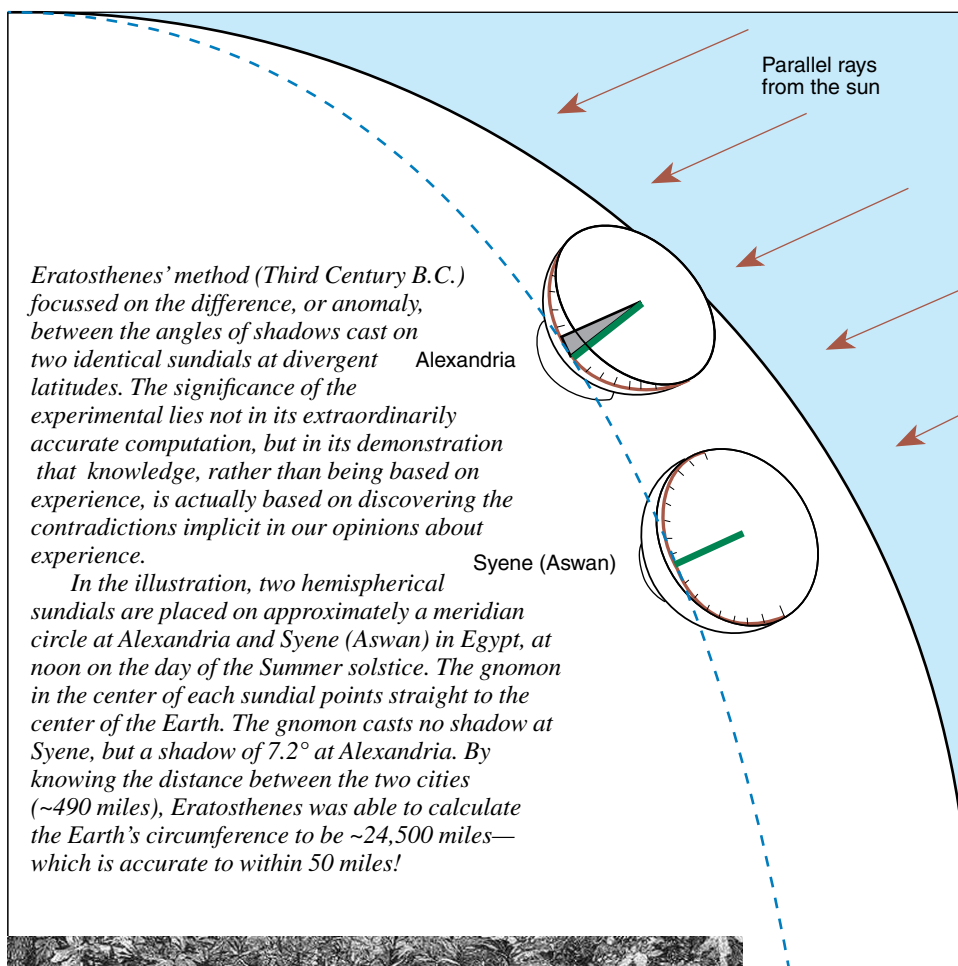 Parallel rays
from the sun
Eratosthenes’ method (Third Century B.C.)
focussed on the difference, or anomaly,
between the angles of shadows cast on
two identical sundials at divergent
latitudes. The significance of the
experimental lies not in its extraordinarily
accurate computation, but in its demonstration
that knowledge, rather than being based on
experience, is actually based on discovering the
contradictions implicit in our opinions about
experience.
In the illustration, two hemispherical
sundials are placed on approximately a meridian
circle at Alexandria and Syene (Aswan) in Egypt, at
noon on the day of the Summer solstice. The gnomon
in the center of each sundial points straight to the
center of the Earth. The gnomon casts no shadow at
Syene, but a shadow of 7.2° at Alexandria. By
knowing the distance between the two cities
(~490 miles), Eratosthenes was able to calculate
the Earth’s circumference to be ~24,500 miles—
which is accurate to within 50 miles!
Alexandria
Syene (Aswan)